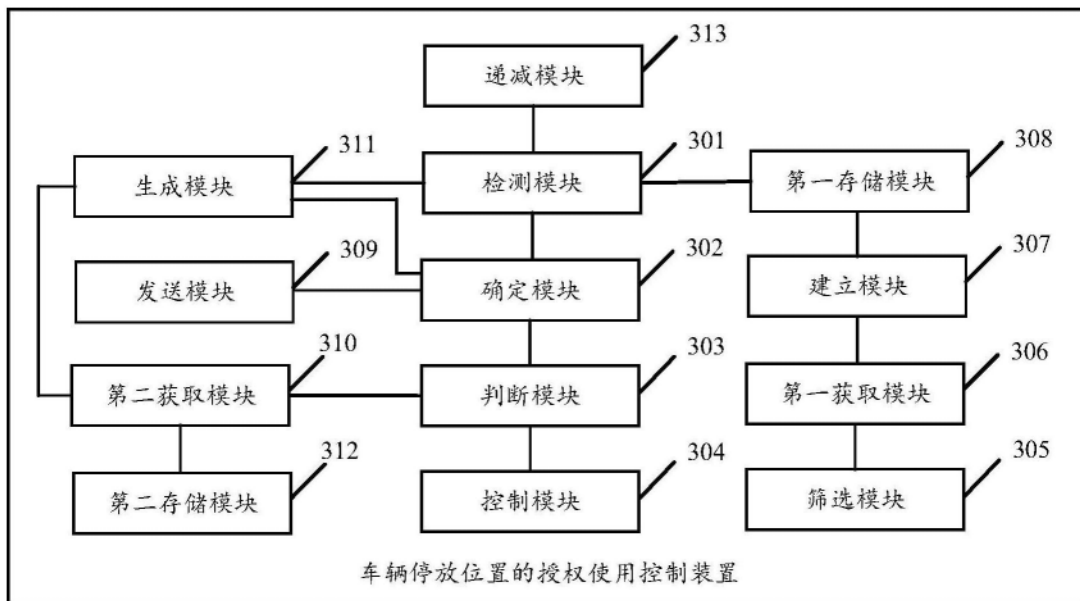 313
递减模块
311
301
308
生成模块
检测模块
第一存储模块
309
302
307
发送模块
确定模块
建立模块
310
303
306
第二获取模块
判断模块
第一获取模块
312
304
305
第二存储模块
控制模块
筛选模块
车辆停放位置的授权使用控制装置